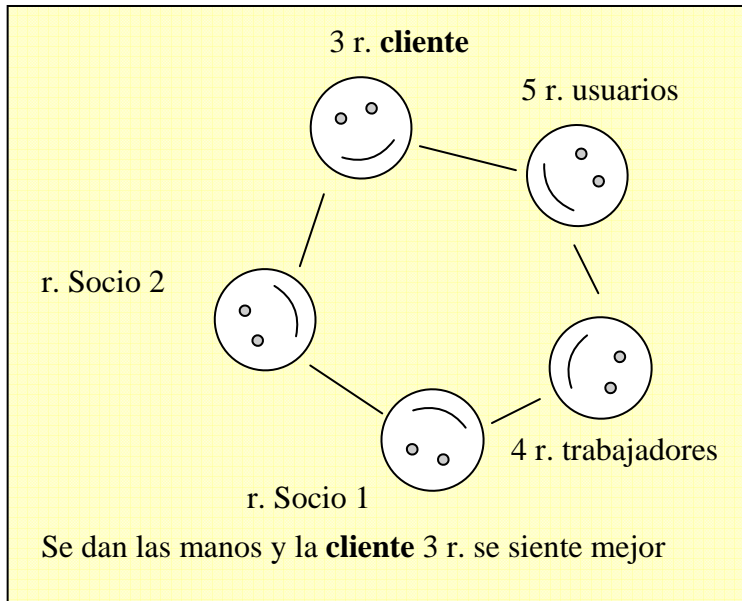 3 r. cliente
5 r. usuarios
r. Socio 2
4 r. trabajadores
r. Socio 1
Se dan las manos y la cliente 3 r. se siente mejor